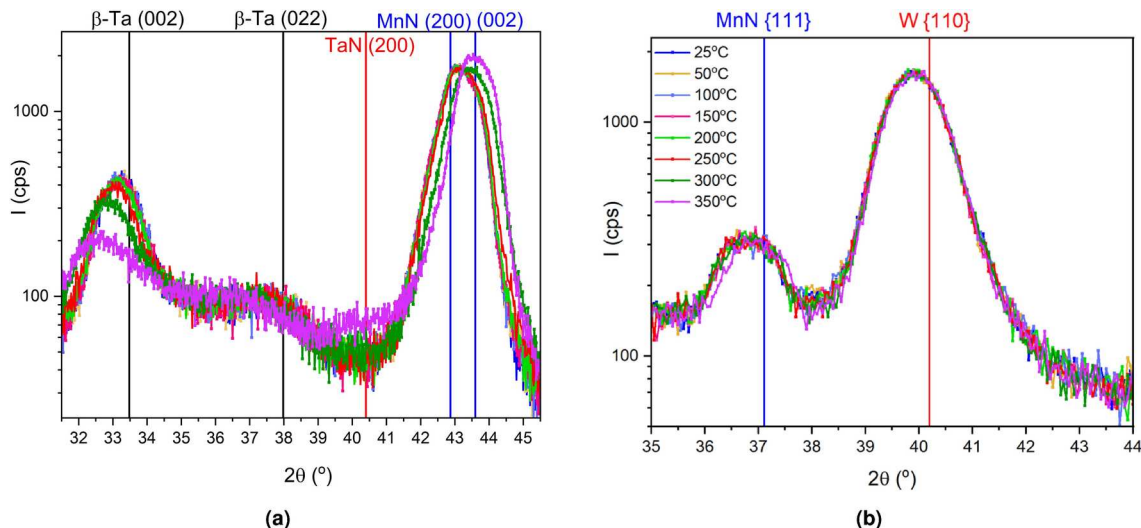 β-Ta (002) β-Ta (022) MnN (200) (002)
TaN (200)
1000
100
I (cps)
32 33 34 35 36 37 38 39 40 41 42 43 44 45
2θ (º)
(a)
MnN {111} W {110}
25ºC
50ºC
100ºC
150ºC
200ºC
250ºC
300ºC
350ºC
1000
100
I (cps)
35 36 37 38 39 40 41 42 43 44
2θ (º)
(b)